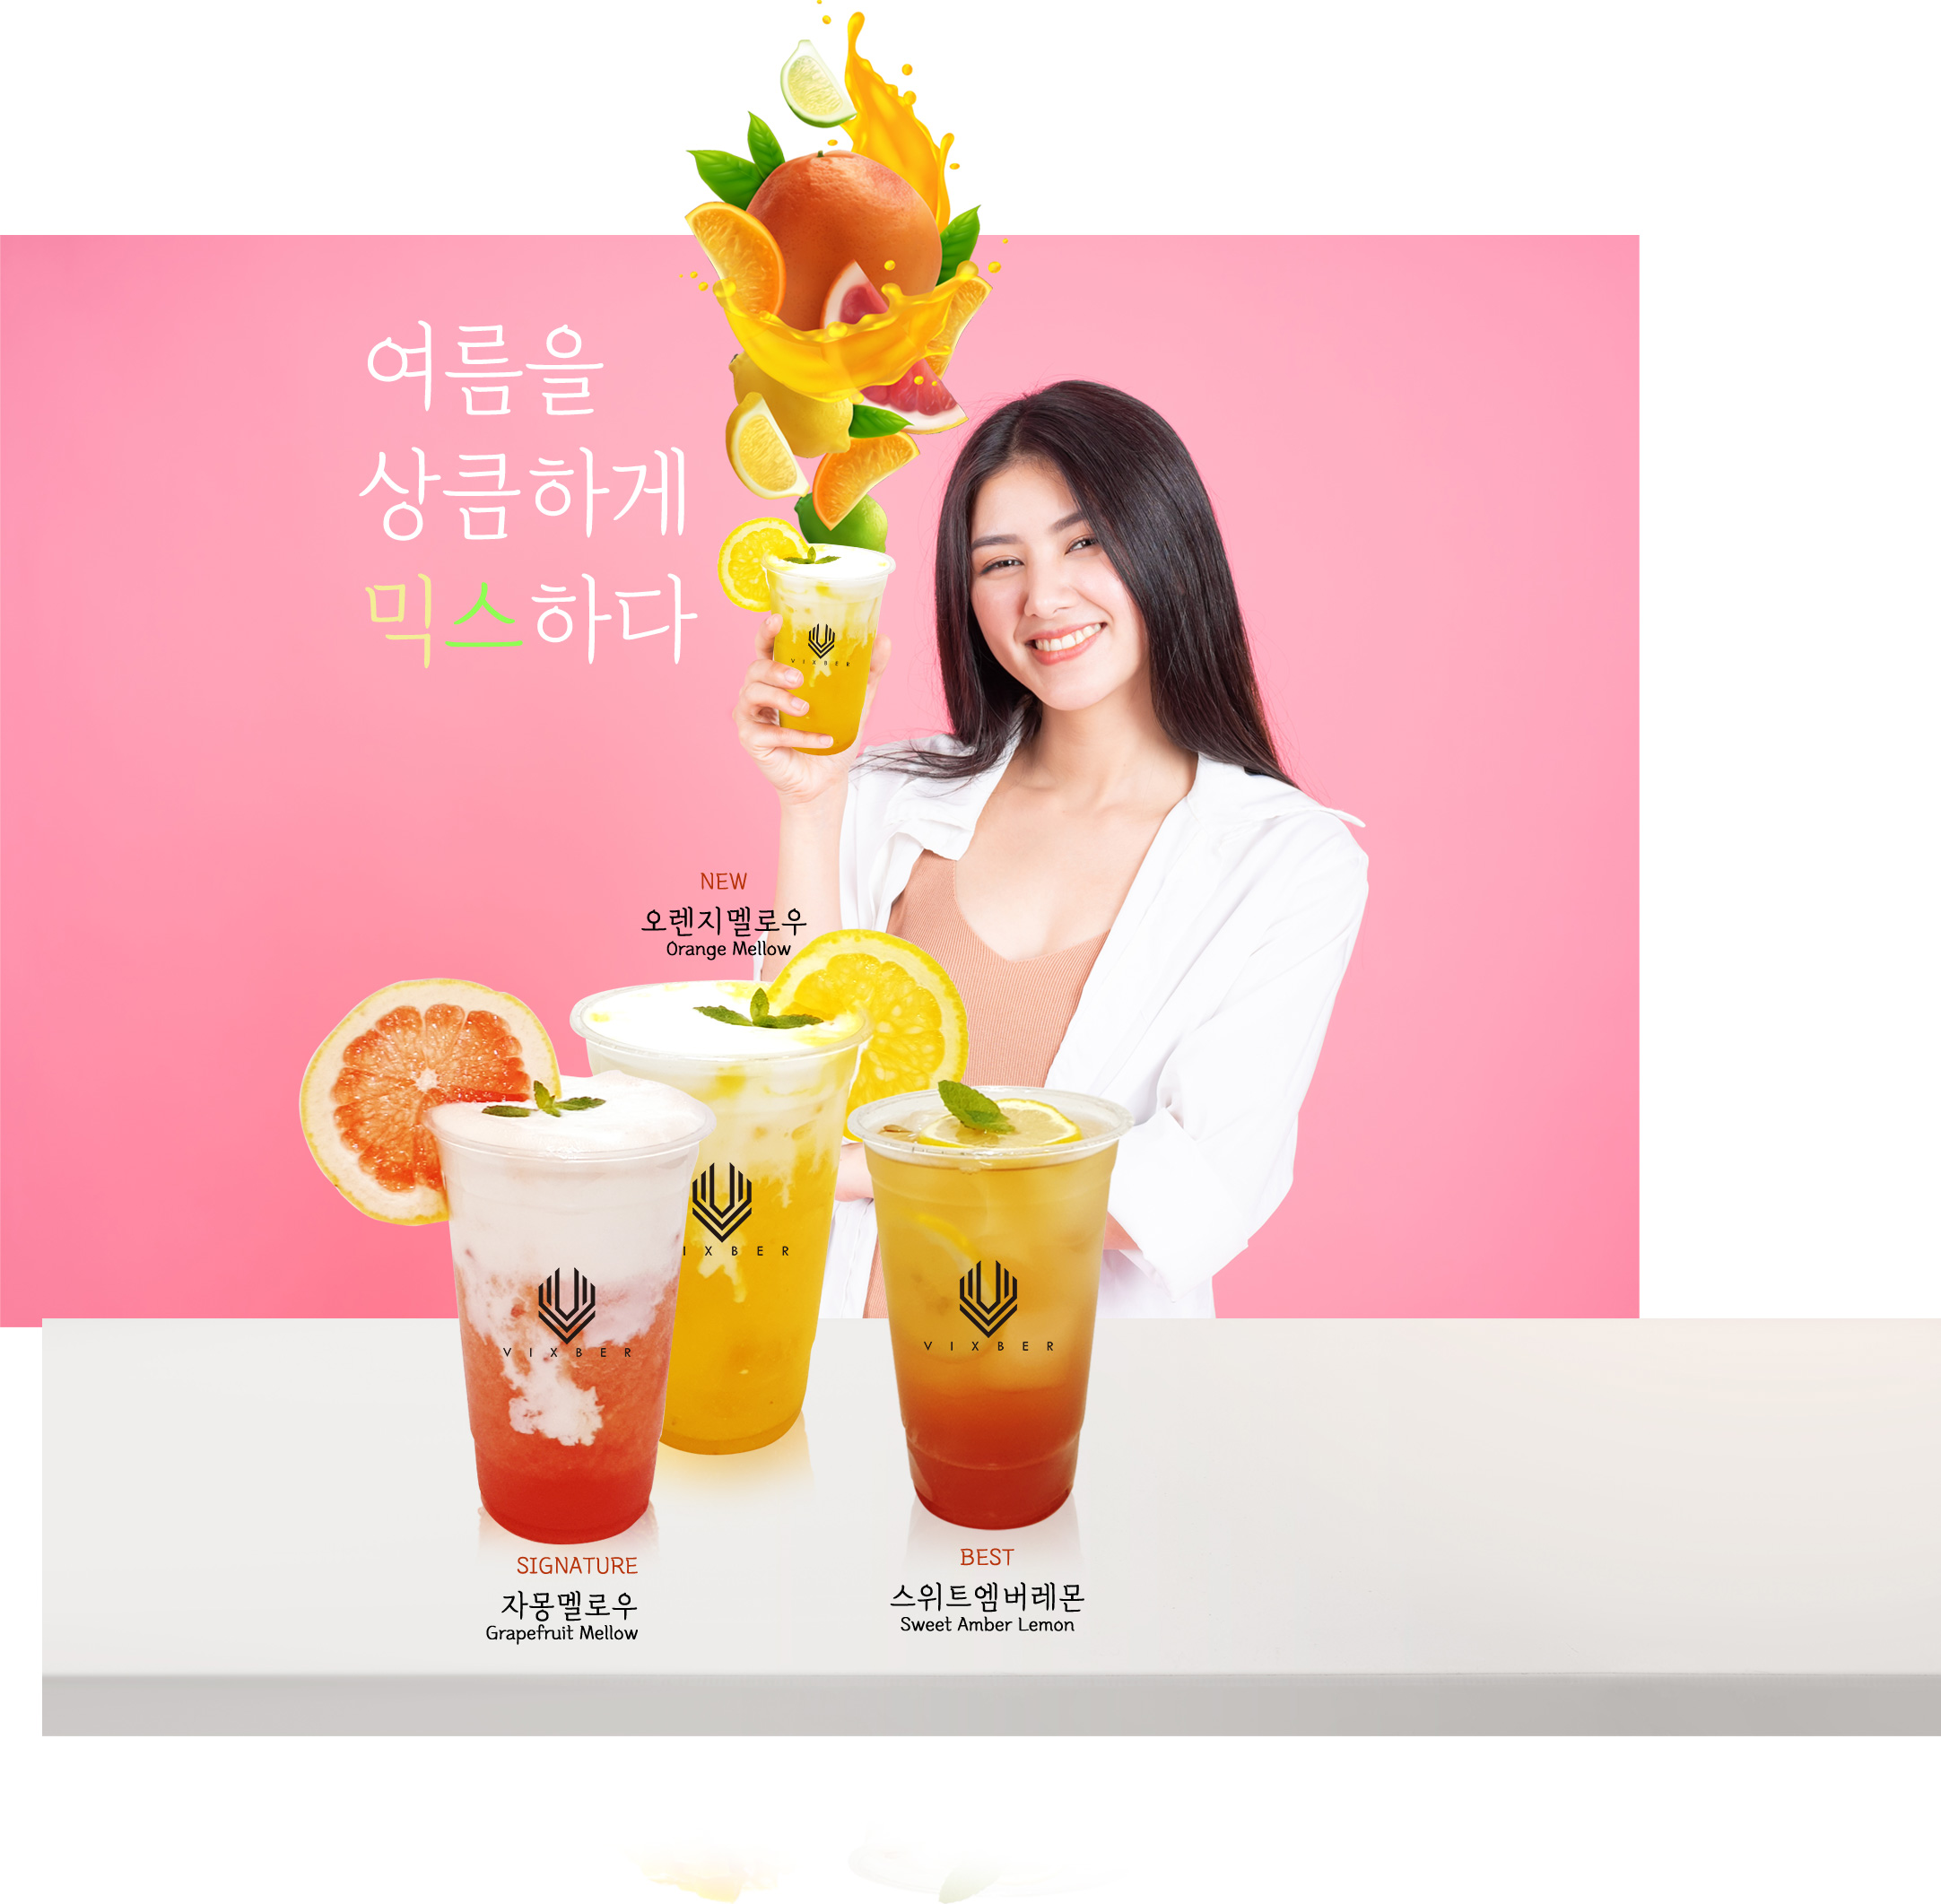 여름을
상큼하게
믹스하다
VIXBER
NEW
오렌지멜로우
Orange Mellow
IXBER
VIXBER
VIXBER
SIGNATURE
자몽멜로우
Grapefruit Mellow
BEST
스위트엠버레몬
Sweet Amber Lemon